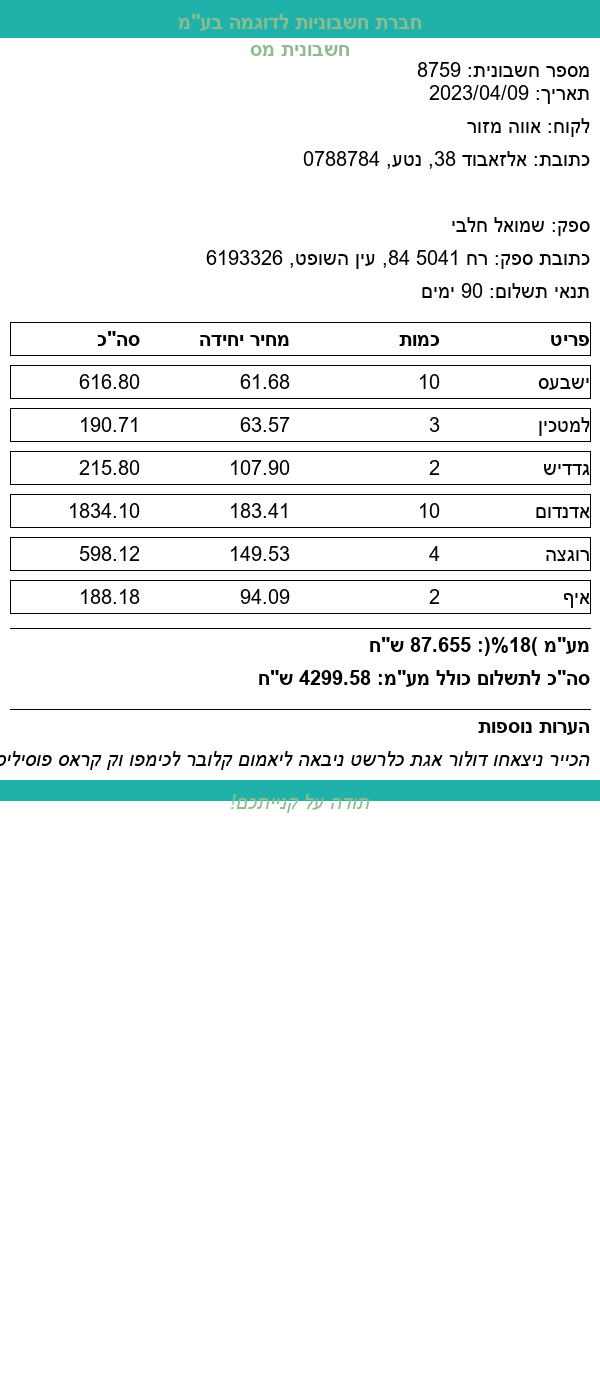 חברת חשבוניות לדוגמה בע"מ
חשבונית מס
מספר חשבונית: 8759
תאריך: 2023/04/09
לקוח: אווה מזור
כתובת: אלזאבוד 38, נטע, 0788784
ספק: שמואל חלבי
כתובת ספק: רח 5041 84, עין השופט, 6193326
תנאי תשלום: 90 ימים
פריט כמות מחיר יחידה סה"כ
ישבעס 10 61.68 616.80
למטכין 3 63.57 190.71
גדדיש 2 107.90 215.80
אדנדום 10 183.41 1834.10
רוגצה 4 149.53 598.12
איף 2 94.09 188.18
מע"מ )18%(: 87.655 ש"ח
סה"כ לתשלום כולל מע"מ: 4299.58 ש"ח
הערות נוספות
הכייר ניצאחו דולור אגת כלרשט ניבאה ליאמום קלובר לכימפו וק קראס פוסיליס
תודה על קנייתכם!